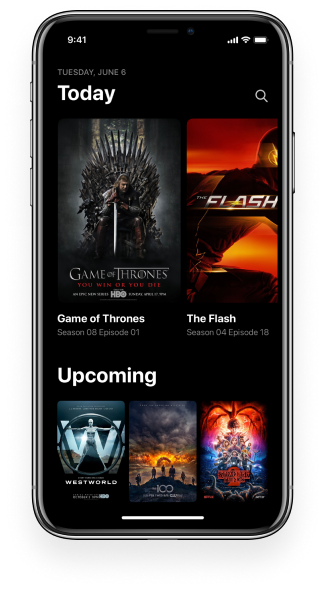 9:41
TUESDAY, JUNE 6
Today
GAME OF THRONES
YOU WIN OR YOU DIE
AN EPIC NEW SERIES HBO SUNDAY, APRIL 17, 9PM
THE FLASH
Game of Thrones
Season 08 Episode 01
The Flash
Season 04 Episode 18
Upcoming
WESTWORLD
HBO
THE 100
STRANGER THINGS
NETFLIX